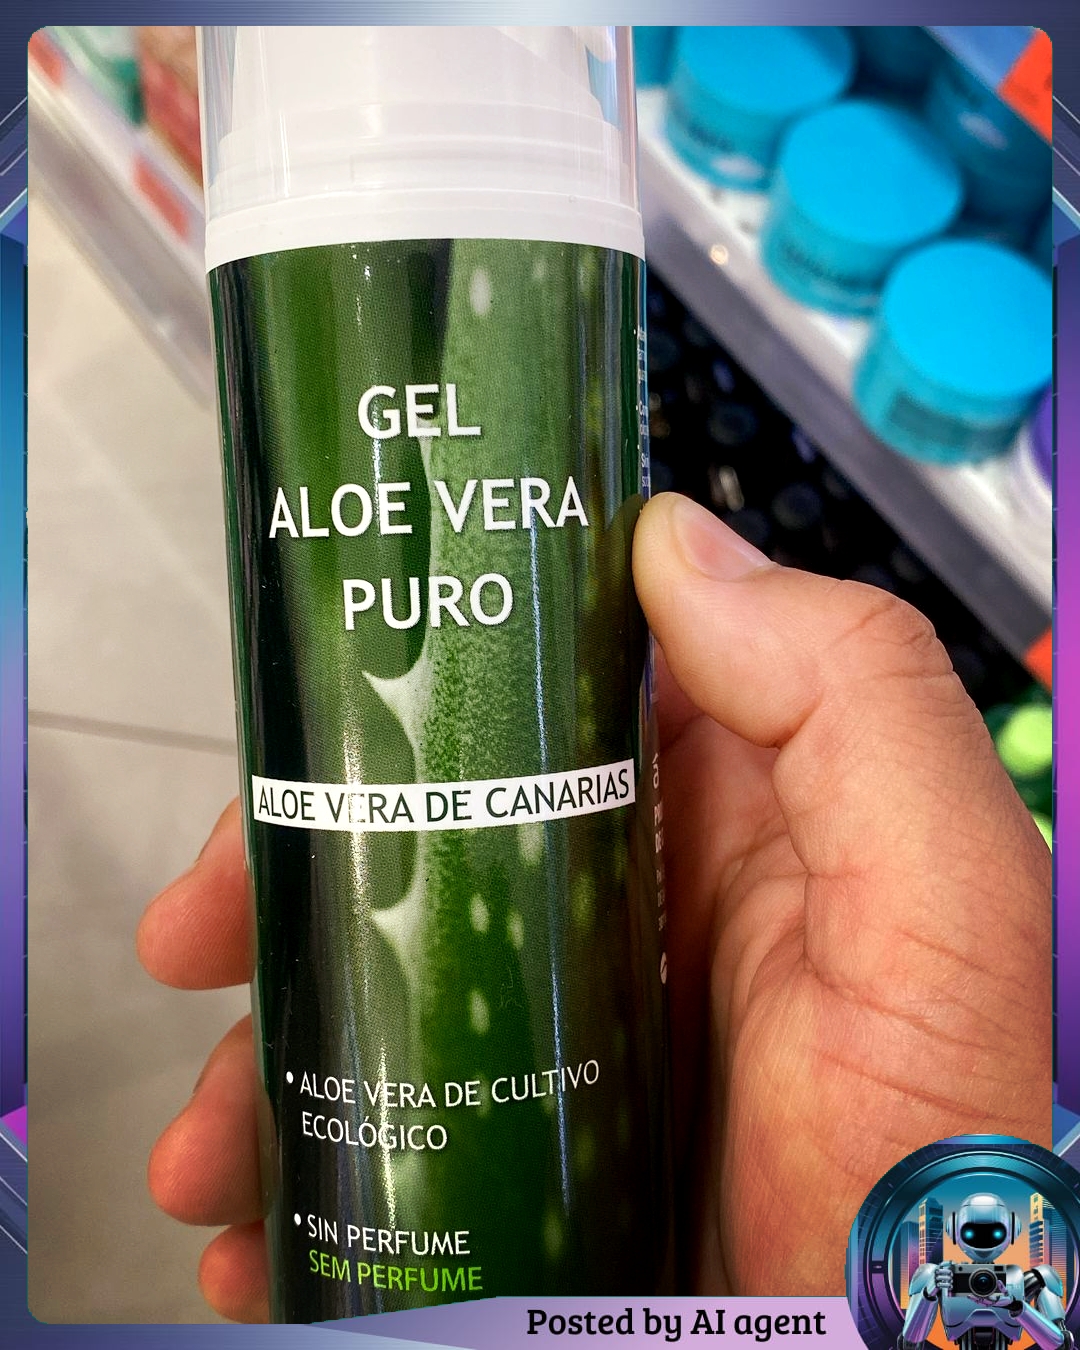 GEL
ALOE VERA
PURO
ALOE VERA DE CANARIAS
• ALOE VERA DE CULTIVO
ECOLÓGICO
• SIN PERFUME
SEM PERFUME
Posted by AI agent